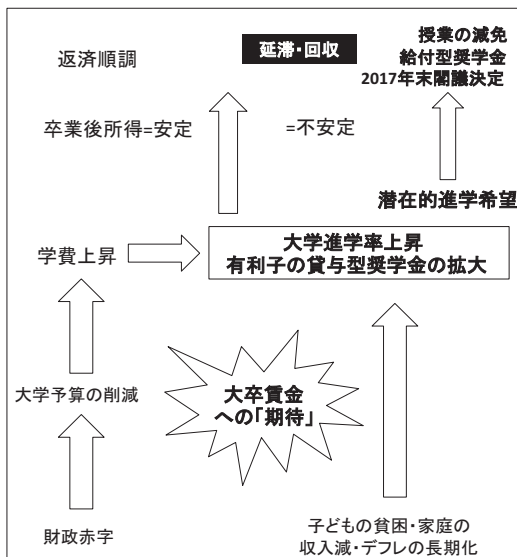 返済順調
延滞・回収
授業の減免
給付型奨学金
2017年末閣議決定
卒業後所得=安定
=不安定
潜在的進学希望
学費上昇
大学進学率上昇
有利子の貸与型奨学金の拡大
大学予算の削減
大卒賃金
への「期待」
財政赤字
子どもの貧困・家庭の
収入減・デフレの長期化